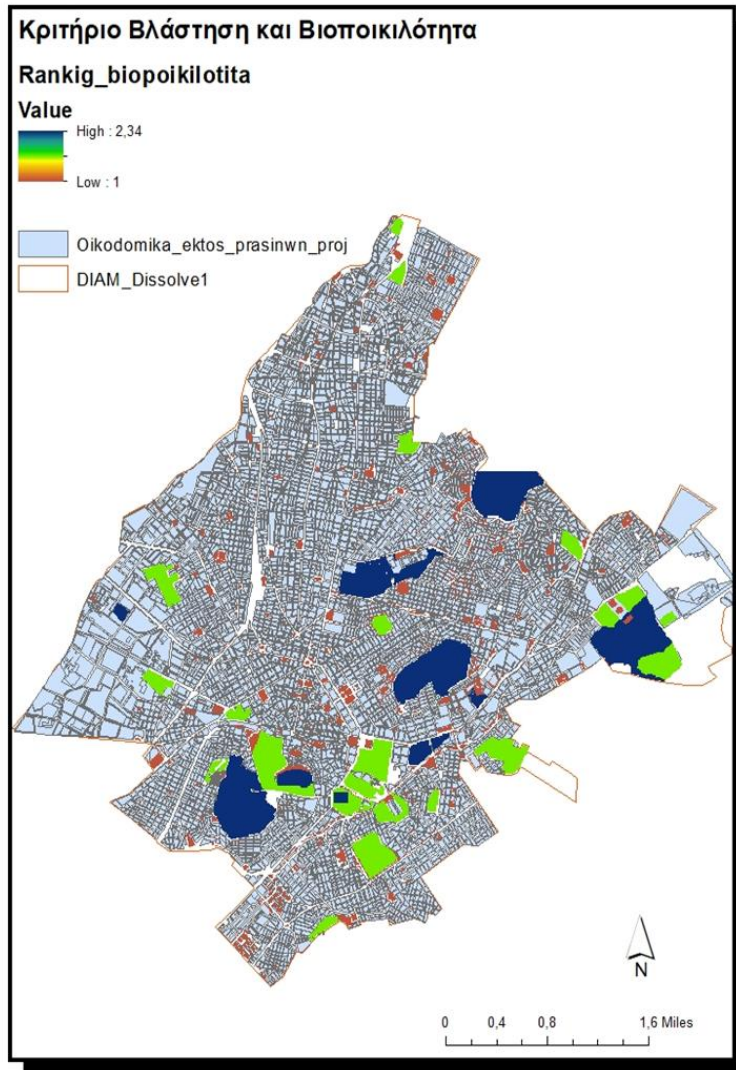 Κριτήριο Βλάστηση και Βιοποικιλότητα
Rankig_biopoikilotita
Value
High : 2,34
Low : 1
Oikodomika_ektos_prasinwn_proj
DIAM_Dissolve1
N
0 0,4 0,8 1,6 Miles